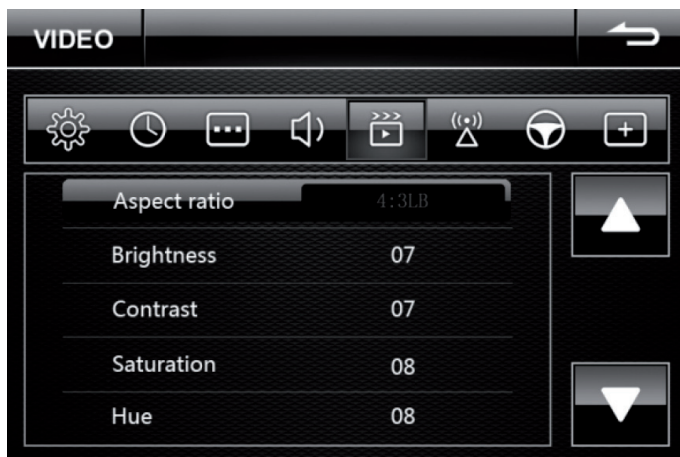 VIDEO
Aspect ratio 4:3LB
Brightness 07
Contrast 07
Saturation 08
Hue 08